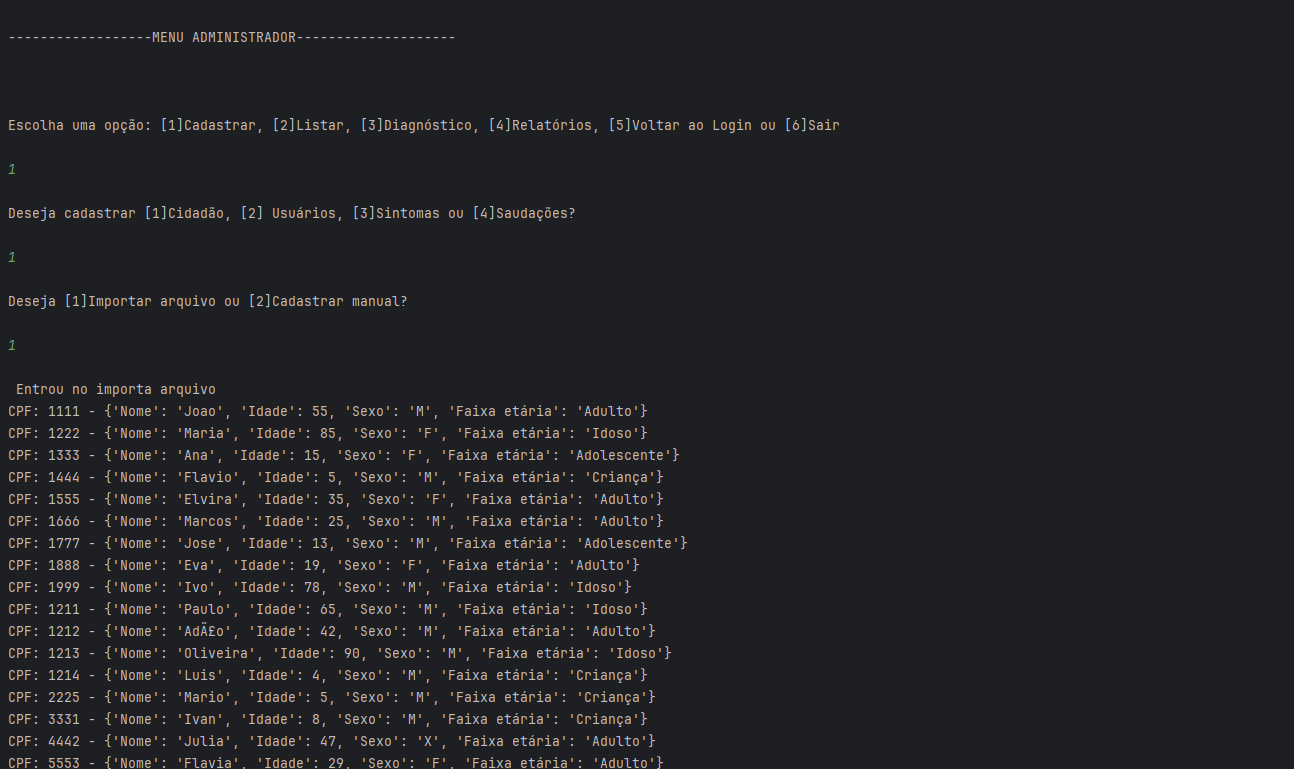 ------------------MENU ADMINISTRADOR--------------------
Escolha uma opção: [1]Cadastrar, [2]Listar, [3]Diagnóstico, [4]Relatórios, [5]Voltar ao Login ou [6]Sair
1
Deseja cadastrar [1]Cidadão, [2] Usuários, [3]Sintomas ou [4]Saudações?
1
Deseja [1]Importar arquivo ou [2]Cadastrar manual?
1
Entrou no importa arquivo
CPF: 1111 - {'Nome': 'Joao', 'Idade': 55, 'Sexo': 'M', 'Faixa etária': 'Adulto'}
CPF: 1222 - {'Nome': 'Maria', 'Idade': 85, 'Sexo': 'F', 'Faixa etária': 'Idoso'}
CPF: 1333 - {'Nome': 'Ana', 'Idade': 15, 'Sexo': 'F', 'Faixa etária': 'Adolescente'}
CPF: 1444 - {'Nome': 'Flavio', 'Idade': 5, 'Sexo': 'M', 'Faixa etária': 'Criança'}
CPF: 1555 - {'Nome': 'Elvira', 'Idade': 35, 'Sexo': 'F', 'Faixa etária': 'Adulto'}
CPF: 1666 - {'Nome': 'Marcos', 'Idade': 25, 'Sexo': 'M', 'Faixa etária': 'Adulto'}
CPF: 1777 - {'Nome': 'Jose', 'Idade': 13, 'Sexo': 'M', 'Faixa etária': 'Adolescente'}
CPF: 1888 - {'Nome': 'Eva', 'Idade': 19, 'Sexo': 'F', 'Faixa etária': 'Adulto'}
CPF: 1999 - {'Nome': 'Ivo', 'Idade': 78, 'Sexo': 'M', 'Faixa etária': 'Idoso'}
CPF: 1211 - {'Nome': 'Paulo', 'Idade': 65, 'Sexo': 'M', 'Faixa etária': 'Idoso'}
CPF: 1212 - {'Nome': 'AdÃ£o', 'Idade': 42, 'Sexo': 'M', 'Faixa etária': 'Adulto'}
CPF: 1213 - {'Nome': 'Oliveira', 'Idade': 90, 'Sexo': 'M', 'Faixa etária': 'Idoso'}
CPF: 1214 - {'Nome': 'Luis', 'Idade': 4, 'Sexo': 'M', 'Faixa etária': 'Criança'}
CPF: 2225 - {'Nome': 'Mario', 'Idade': 5, 'Sexo': 'M', 'Faixa etária': 'Criança'}
CPF: 3331 - {'Nome': 'Ivan', 'Idade': 8, 'Sexo': 'M', 'Faixa etária': 'Criança'}
CPF: 4442 - {'Nome': 'Julia', 'Idade': 47, 'Sexo': 'X', 'Faixa etária': 'Adulto'}
CPF: 5553 - {'Nome': 'Flavia', 'Idade': 29, 'Sexo': 'F', 'Faixa etária': 'Adulto'}